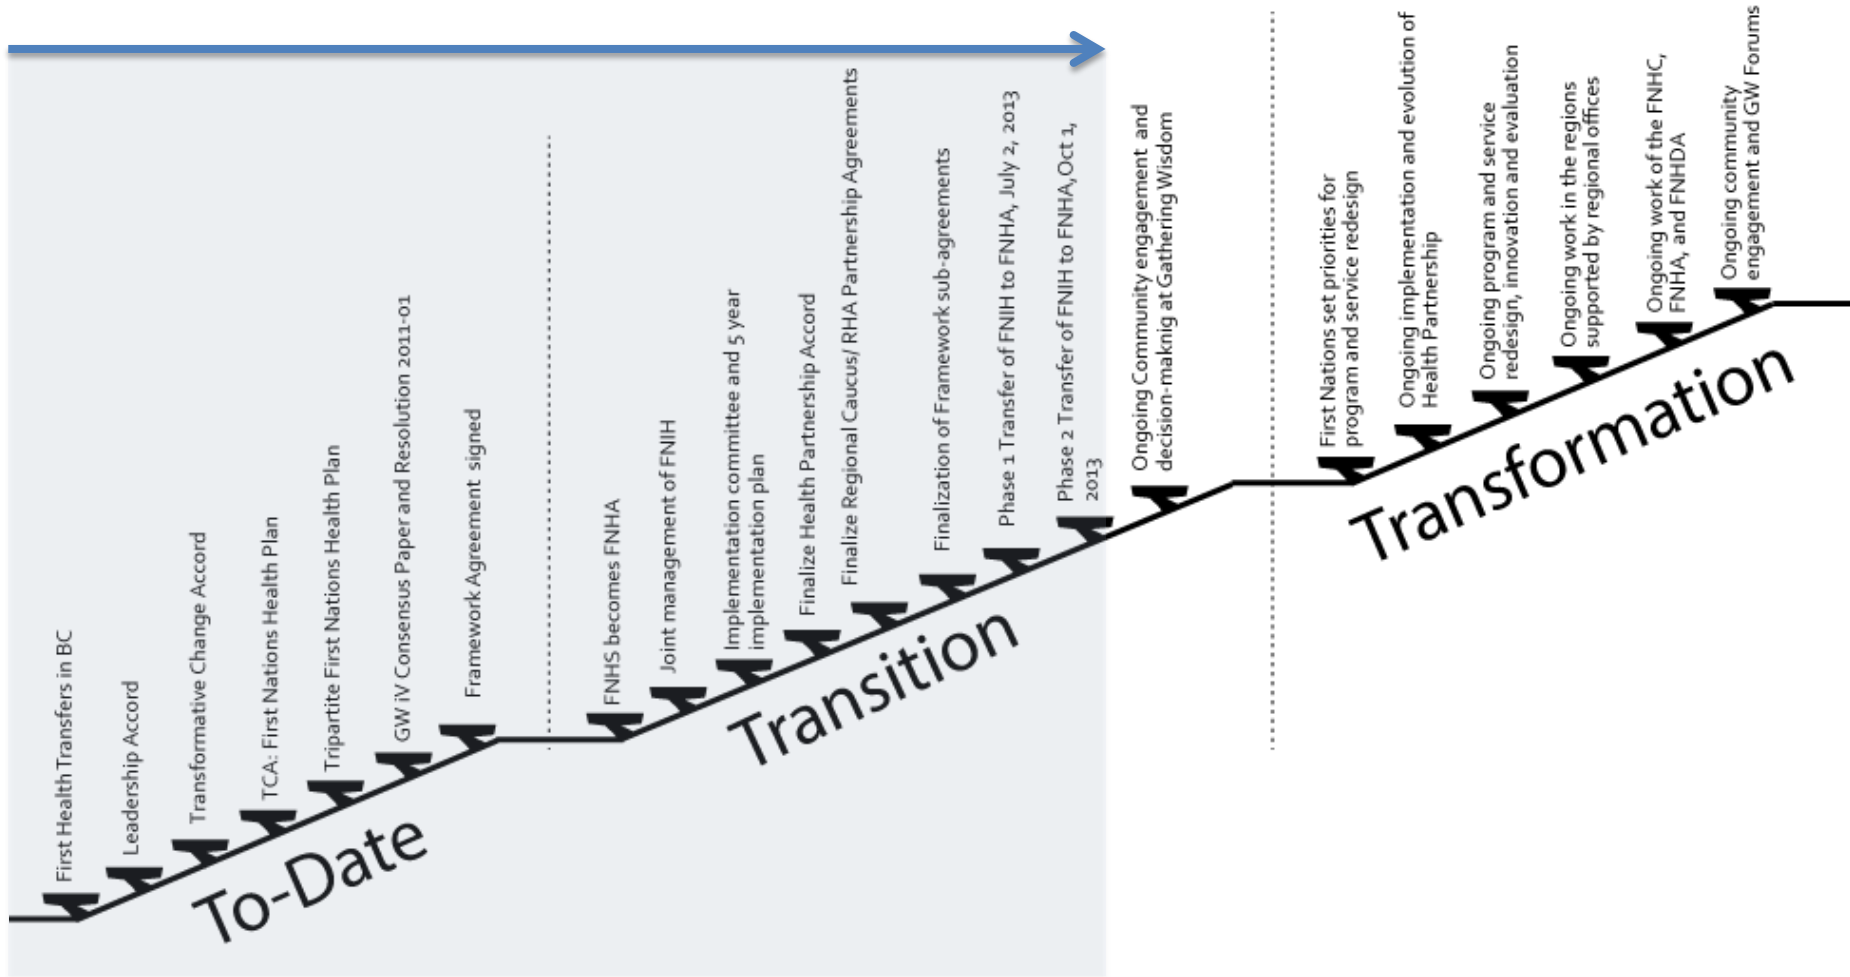 First Health Transfers in BC
Leadership Accord
Transformative Change Accord
TCA: First Nations Health Plan
Tripartite First Nations Health Plan
GW iV Consensus Paper and Resolution 2011-01
Framework Agreement signed
To-Date
FNHS becomes FNHA
Joint management of FNIH
Implementation committee and 5 year
implementation plan
Finalize Health Partnership Accord
Finalize Regional Caucus/ RHA Partnership Agreements
Finalization of Framework sub-agreements
Phase 1 Transfer of FNIH to FNHA, July 2, 2013
Phase 2 Transfer of FNIH to FNHA,Oct 1,
2013
Ongoing Community engagement and
decision-maknig at Gathering Wisdom
Transition
First Nations set priorities for
program and service redesign
Ongoing implementation and evolution of
Health Partnership
Ongoing program and service
redesign, innovation and evaluation
Ongoing work in the regions
supported by regional offices
Ongoing work of the FNHC,
FNHA, and FNHDA
Ongoing community
engagement and GW Forums
Transformation